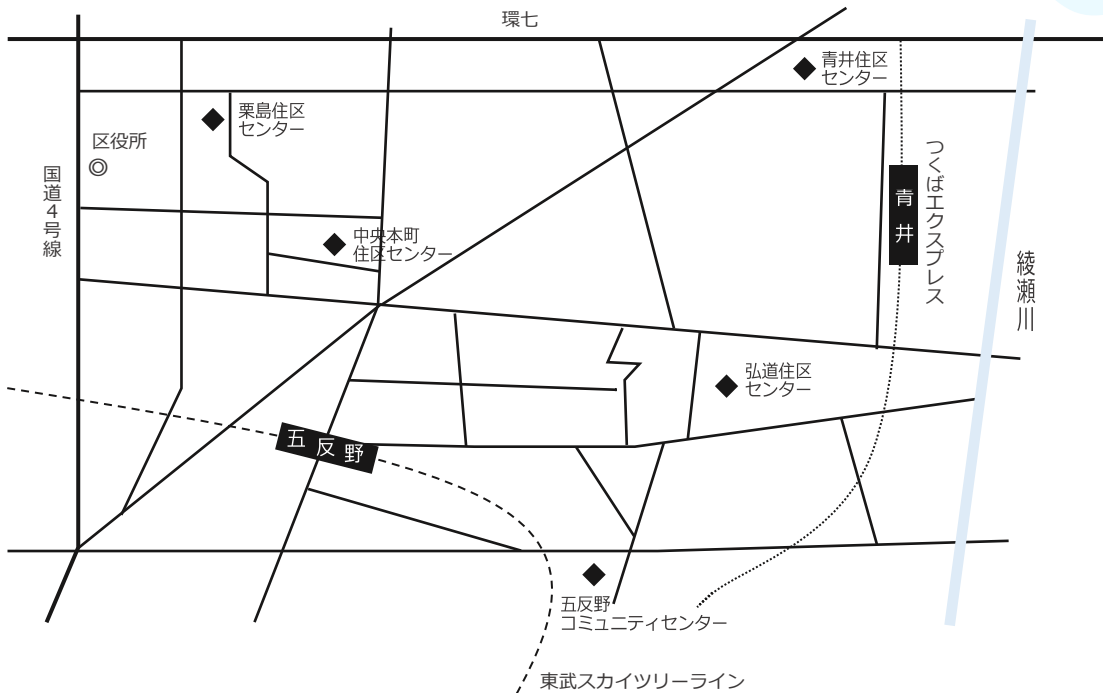 環七
青井住区
センター
栗島住区
センター
区役所
国道4号線
つくばエクスプレス
青井
中央本町
住区センター
綾瀬川
弘道住区
センター
五反野
五反野
コミュニティセンター
東武スカイツリーライン